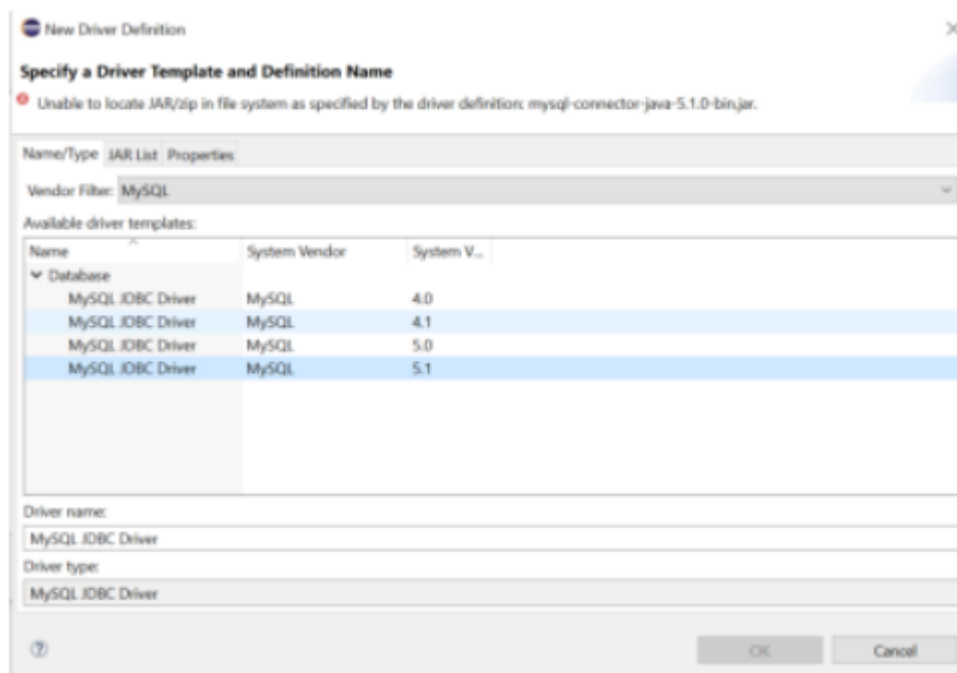 New Driver Definition
Specify a Driver Template and Definition Name
Unable to locate JAR/zip in file system as specified by the driver definition: mysql-connector-java-5.1.0-bin.jar.
Name/Type JAR List Properties
Vendor Filter: MySQL
Available driver templates:
Name System Vendor System V...
Database
MySQL JDBC Driver MySQL 4.0
MySQL JDBC Driver MySQL 4.1
MySQL JDBC Driver MySQL 5.0
MySQL JDBC Driver MySQL 5.1
Driver name:
MySQL JDBC Driver
Driver type:
MySQL JDBC Driver
? OK Cancel